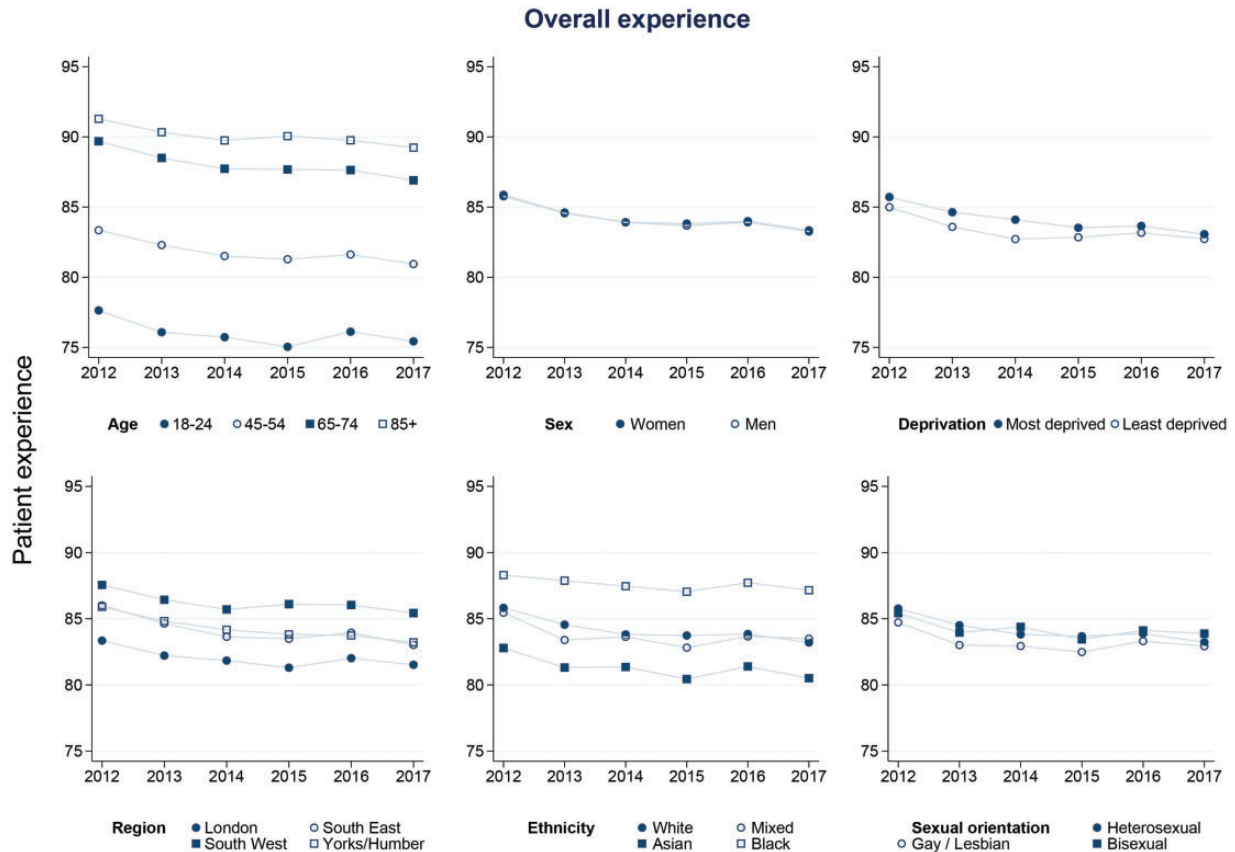 Overall experience
Patient experience
95
90
85
80
75
2012 2013 2014 2015 2016 2017
Age 18-24 45-54 65-74 85+
95
90
85
80
75
2012 2013 2014 2015 2016 2017
Sex Women Men
95
90
85
80
75
2012 2013 2014 2015 2016 2017
Deprivation Most deprived Least deprived
95
90
85
80
75
2012 2013 2014 2015 2016 2017
Region London South East
South West Yorks/Humber
95
90
85
80
75
2012 2013 2014 2015 2016 2017
Ethnicity White Mixed
Asian Black
95
90
85
80
75
2012 2013 2014 2015 2016 2017
Sexual orientation Heterosexual
Gay / Lesbian Bisexual